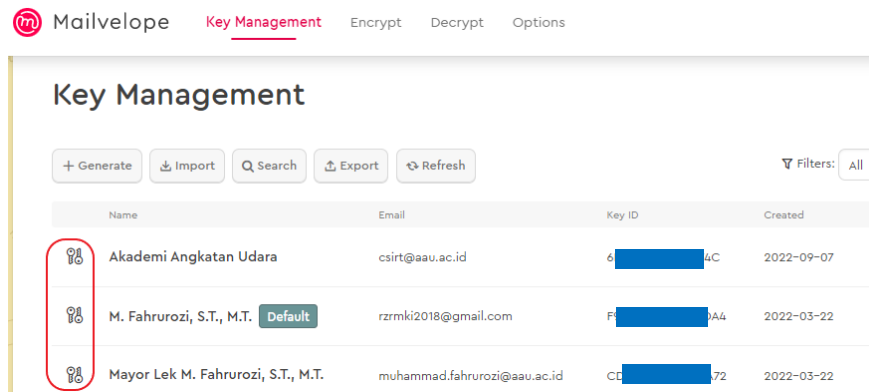 Mailvelope Key Management Encrypt Decrypt Options
Key Management
Generate Import Search Export Refresh Filters: All
Name Email Key ID Created
Akademi Angkatan Udara csirt@aau.ac.id 6 4C 2022-09-07
M. Fahrurozi, S.T., M.T. Default rzrmki2018@gmail.com F9 DA4 2022-03-22
Mayor Lek M. Fahrurozi, S.T., M.T. muhammad.fahrurozi@aau.ac.id CD 72 2022-03-22